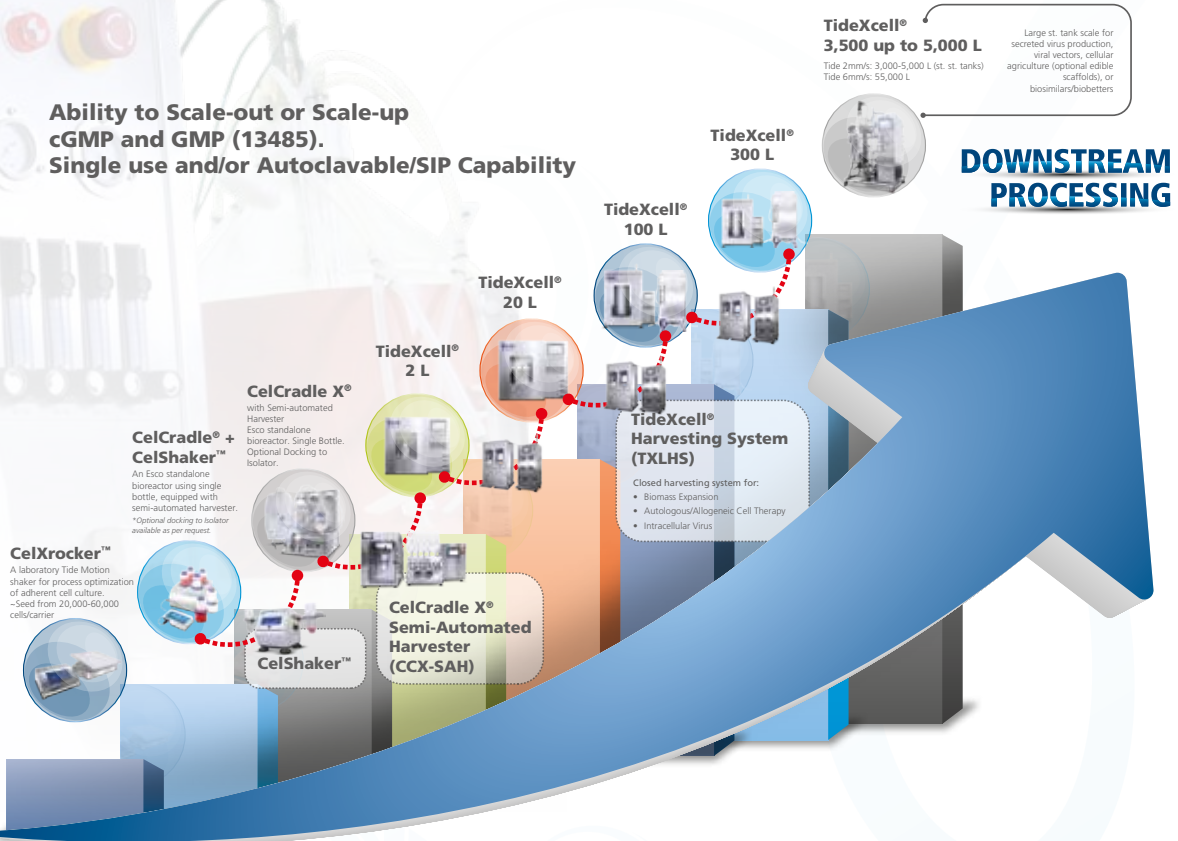 TideXcell®
3,500 up to 5,000 L
Tide 2mm/s: 3,000-5,000 L (st. st. tanks)
Tide 6mm/s: 55,000 L
Large st. tank scale for
secreted virus production,
viral vectors, cellular
agriculture (optional edible
scaffolds), or
biosimilars/biobetters
Ability to Scale-out or Scale-up
cGMP and GMP (13485).
Single use and/or Autoclavable/SIP Capability
DOWNSTREAM
PROCESSING
TideXcell®
300 L
TideXcell®
100 L
TideXcell®
20 L
TideXcell®
2 L
CelCradle X®
with Semi-automated
Harvester
Esco standalone
bioreactor. Single Bottle.
Optional Docking to
Isolator.
CelCradle® +
CelShaker™
An Esco standalone
bioreactor using single
bottle, equipped with
semi-automated harvester.
*Optional docking to Isolator
available as per request.
CelXrocker™
A laboratory Tide Motion
shaker for process optimization
of adherent cell culture.
~Seed from 20,000-60,000
cells/carrier
TideXcell®
Harvesting System
(TXLHS)
Closed harvesting system for:
• Biomass Expansion
• Autologous/Allogeneic Cell Therapy
• Intracellular Virus
CelCradle X®
Semi-Automated
Harvester
(CCX-SAH)
CelShaker™